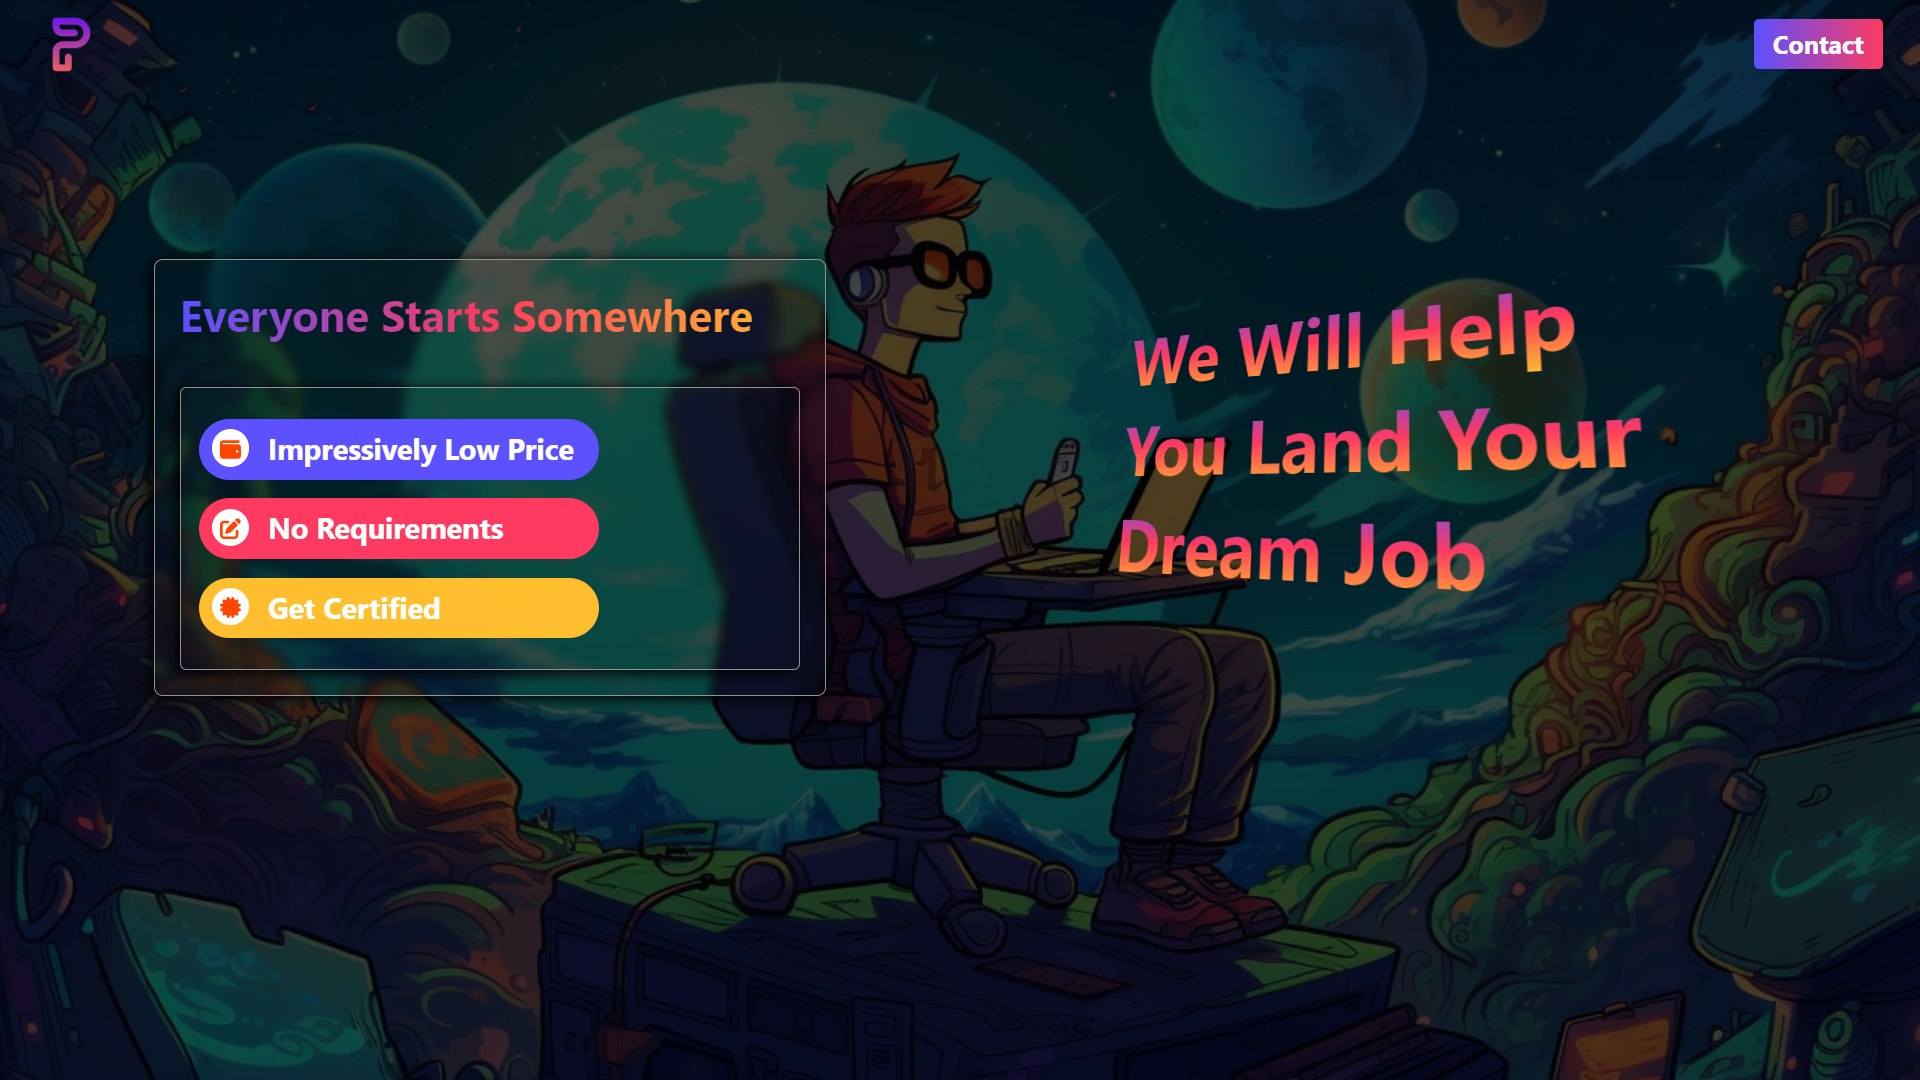 Contact
Everyone Starts Somewhere
Impressively Low Price
No Requirements
Get Certified
We Will Help
You Land Your
Dream Job